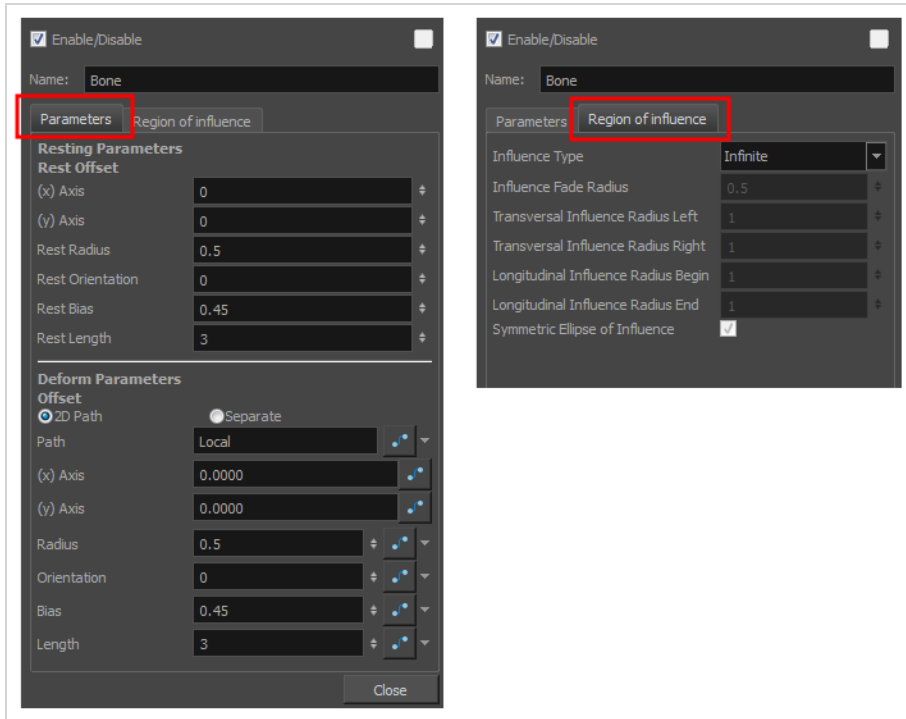 Enable/Disable
Name: Bone
Parameters Region of influence
Resting Parameters
Rest Offset
(x) Axis 0
(y) Axis 0
Rest Radius 0.5
Rest Orientation 0
Rest Bias 0.45
Rest Length 3
Deform Parameters
Offset
2D Path Separate
Path Local
(x) Axis 0.0000
(y) Axis 0.0000
Radius 0.5
Orientation 0
Bias 0.45
Length 3
Close
Enable/Disable
Name: Bone
Parameters Region of influence
Influence Type Infinite
Influence Fade Radius 0.5
Transversal Influence Radius Left 1
Transversal Influence Radius Right 1
Longitudinal Influence Radius Begin 1
Longitudinal Influence Radius End 1
Symmetric Ellipse of Influence